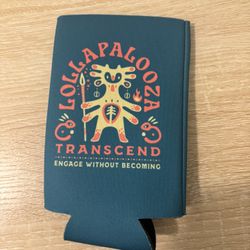 LOLLAPALOOZA
TRANSCEND
ENGAGE WITHOUT BECOMING